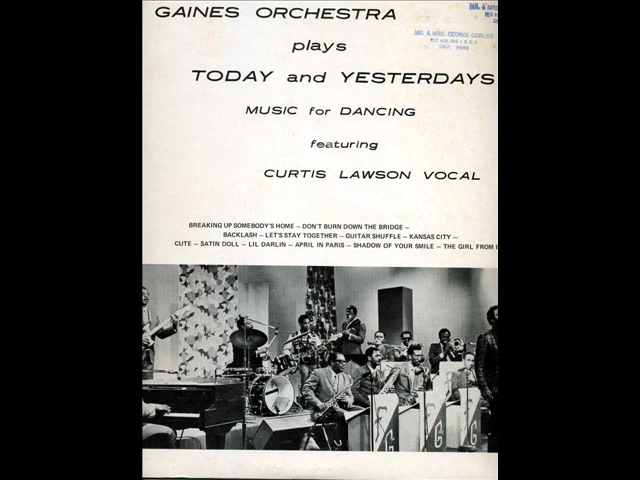 GAINES ORCHESTRA
plays
TODAY and YESTERDAYS
MUSIC for DANCING
featuring
CURTIS LAWSON VOCAL
MR. & MRS. GEORGE
CALIF.
BREAKING UP SOMEBODY'S HOME – DON'T BURN DOWN THE BRIDGE –
BACKLASH – LET'S STAY TOGETHER – GUITAR SHUFFLE – KANSAS CITY –
CUTE – SATIN DOLL – LIL DARLIN – APRIL IN PARIS – SHADOW OF YOUR SMILE – THE GIRL FROM
F G
F G
F G